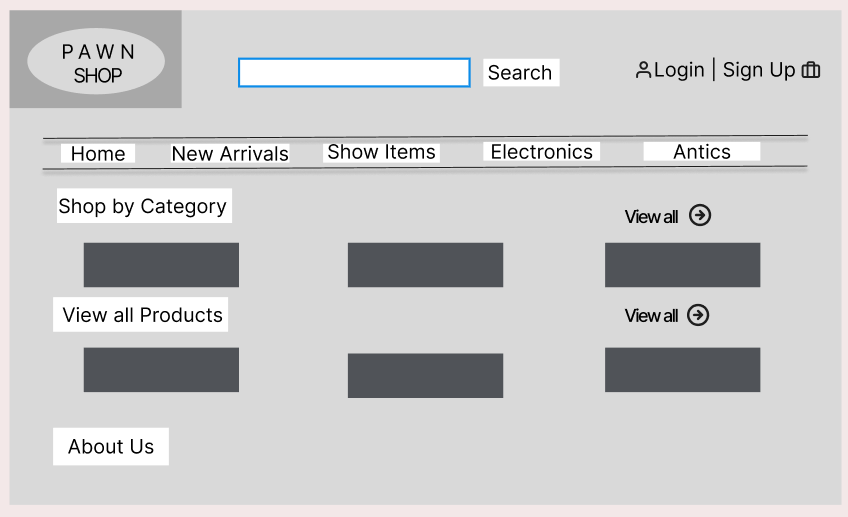 P A W N
SHOP
Search
Login | Sign Up
Home New Arrivals Show Items Electronics Antics
Shop by Category
View all
View all Products
View all
About Us